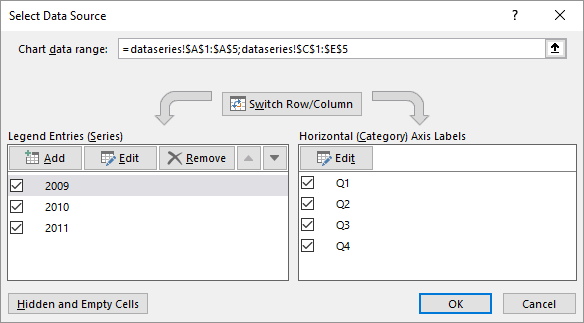 Select Data Source
Chart data range: =dataseries!$A$1:$A$5;dataseries!$C$1:$E$5
Switch Row/Column
Legend Entries (Series)
Add Edit Remove
2009
2010
2011
Horizontal (Category) Axis Labels
Edit
Q1
Q2
Q3
Q4
Hidden and Empty Cells
OK Cancel